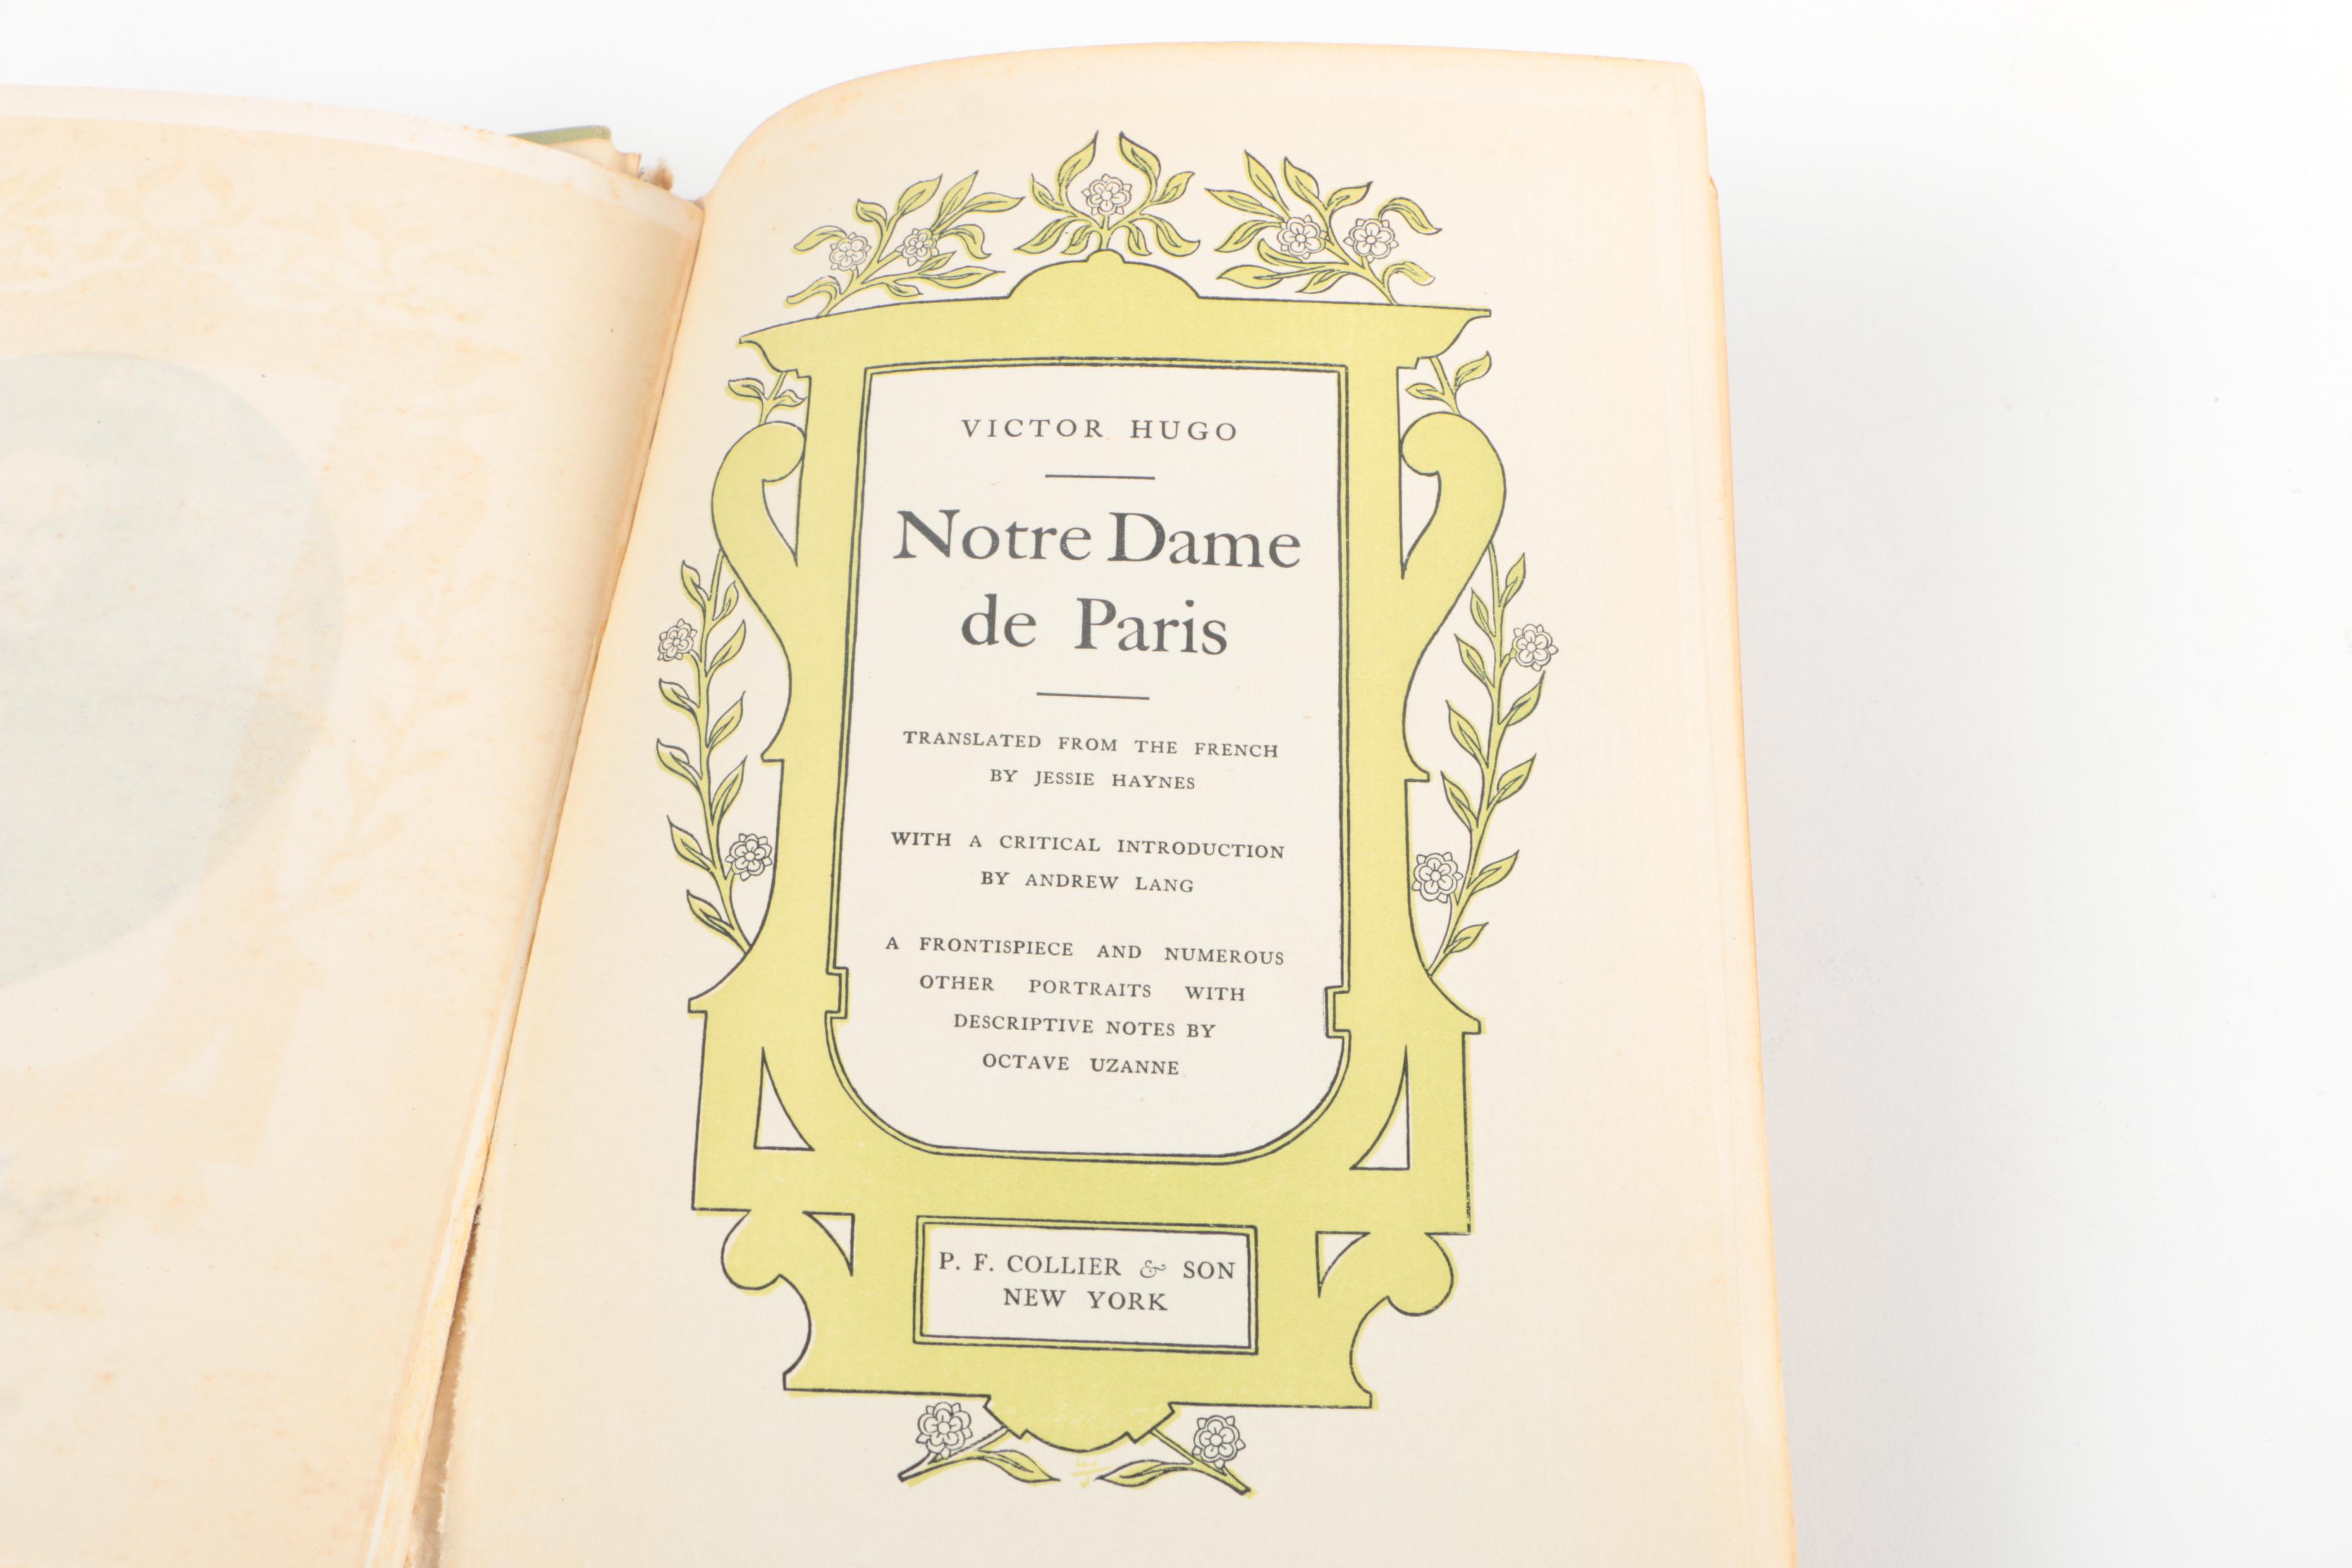 VICTOR HUGO
Notre Dame
de Paris
TRANSLATED FROM THE FRENCH
BY JESSIE HAYNES
WITH A CRITICAL INTRODUCTION
BY ANDREW LANG
A FRONTISPIECE AND NUMEROUS
OTHER PORTRAITS WITH
DESCRIPTIVE NOTES BY
OCTAVE UZANNE
P. F. COLLIER & SON
NEW YORK